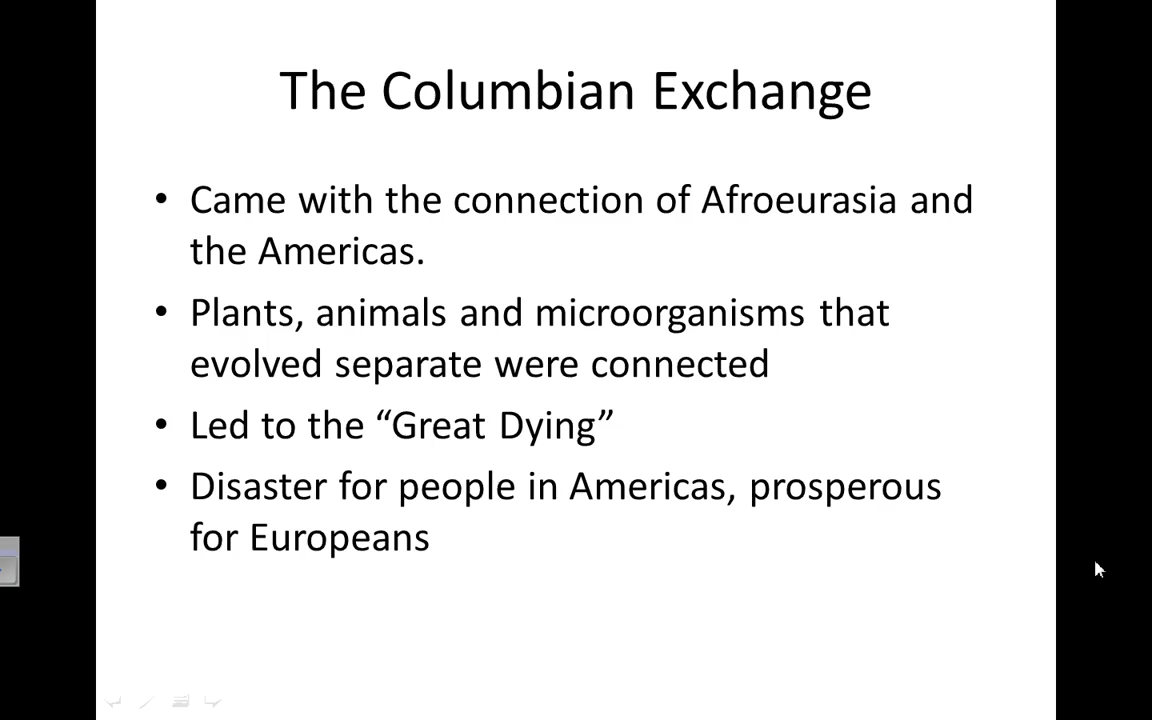 The Columbian Exchange
• Came with the connection of Afroeurasia and
the Americas.
• Plants, animals and microorganisms that
evolved separate were connected
• Led to the “Great Dying”
• Disaster for people in Americas, prosperous
for Europeans